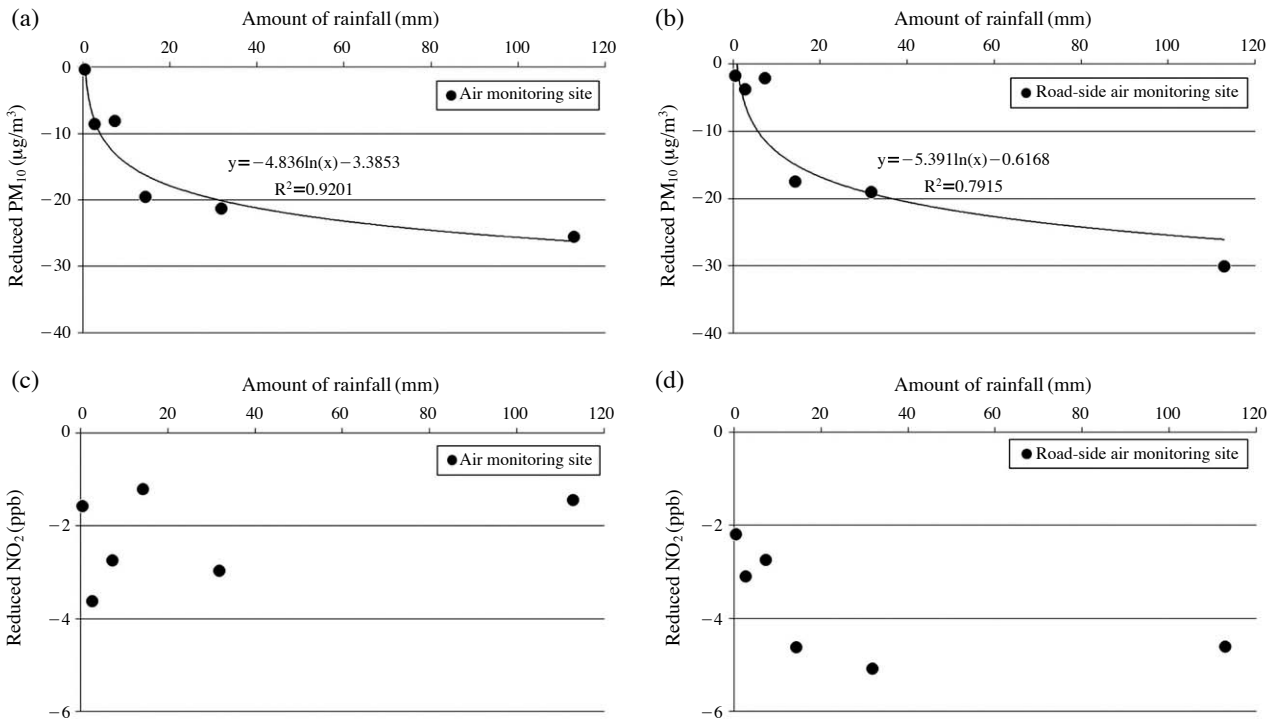 (a)
Amount of rainfall (mm)
0 20 40 60 80 100 120
0
−10
−20
−30
−40
Reduced PM₁₀ (μg/m³)
Air monitoring site
y=−4.836ln(x)−3.3853
R²=0.9201
(b)
Amount of rainfall (mm)
0 20 40 60 80 100 120
0
−10
−20
−30
−40
Reduced PM₁₀ (μg/m³)
Road-side air monitoring site
y=−5.391ln(x)−0.6168
R²=0.7915
(c)
Amount of rainfall (mm)
0 20 40 60 80 100 120
0
−2
−4
−6
Reduced NO₂ (ppb)
Air monitoring site
(d)
Amount of rainfall (mm)
0 20 40 60 80 100 120
0
−2
−4
−6
Reduced NO₂ (ppb)
Road-side air monitoring site